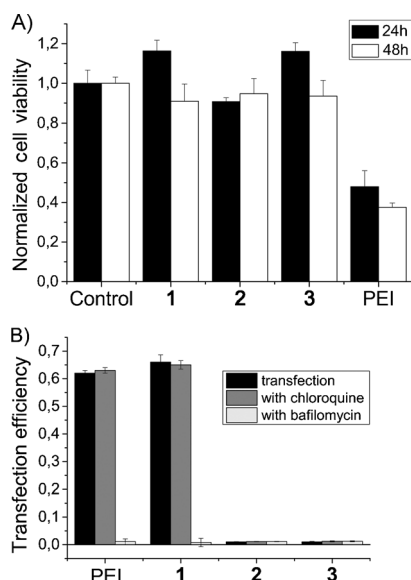 A)
Normalized cell viability
1,2
1,0
0,8
0,6
0,4
0,2
0,0
24h
48h
Control 1 2 3 PEI
B)
Transfection efficiency
0,7
0,6
0,5
0,4
0,3
0,2
0,1
0,0
transfection
with chloroquine
with bafilomycin
PEI 1 2 3